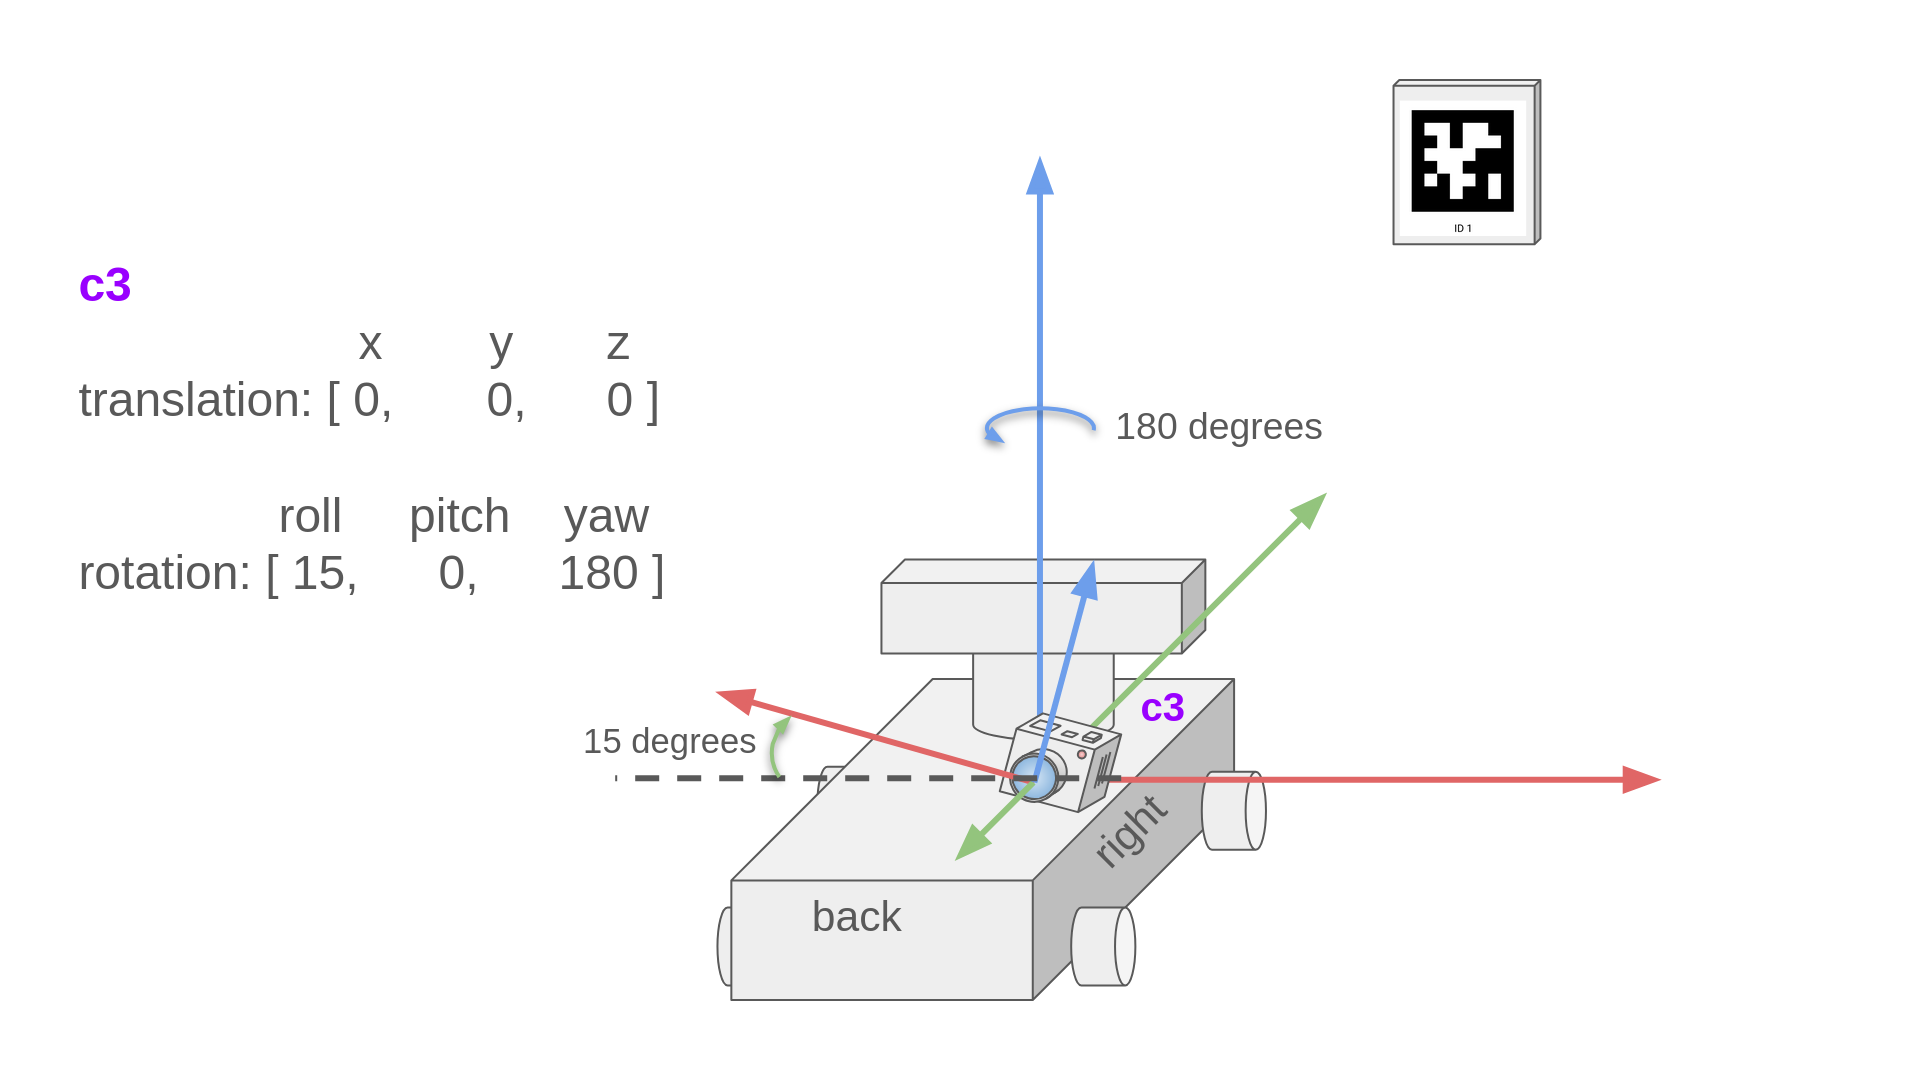 c3
x y z
translation: [ 0, 0, 0 ]
roll pitch yaw
rotation: [ 15, 0, 180 ]
ID 1
180 degrees
c3
15 degrees
right
back